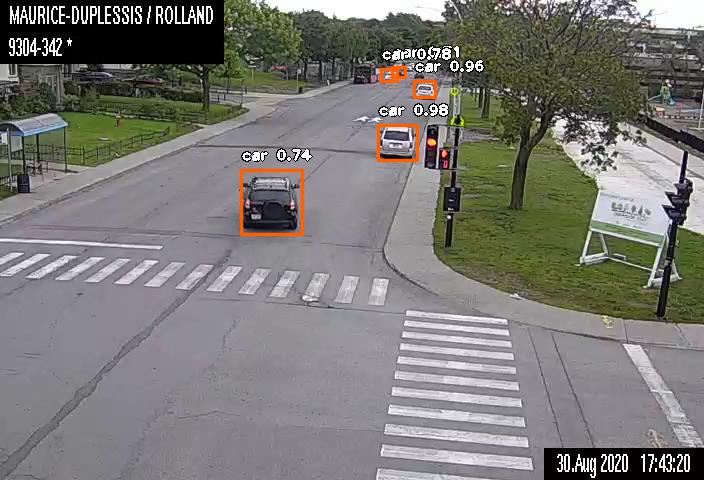 MAURICE-DUPLESSIS / ROLLAND
9304-342 *
car 0.96
car 0.98
car 0.74
30.Aug 2020 17:43:20